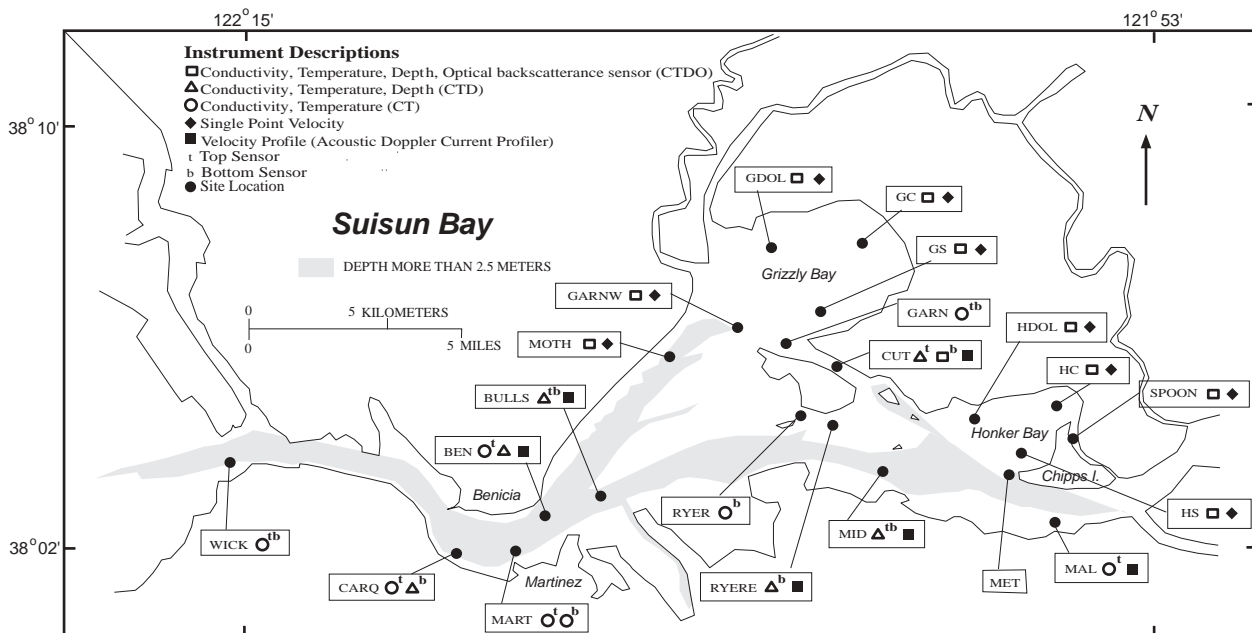 122° 15'
121° 53'
38° 10'
38° 02'
Instrument Descriptions
Conductivity, Temperature, Depth, Optical backscatterance sensor (CTDO)
Conductivity, Temperature, Depth (CTD)
Conductivity, Temperature (CT)
Single Point Velocity
Velocity Profile (Acoustic Doppler Current Profiler)
t Top Sensor
b Bottom Sensor
Site Location
N
Suisun Bay
DEPTH MORE THAN 2.5 METERS
0 5 KILOMETERS
0 5 MILES
GDOL
GC
GS
Grizzly Bay
GARNW
GARN tb
MOTH
CUT t b
HDOL
HC
SPOON
BULLS tb
BEN t
Honker Bay
Chipps I.
Benicia
RYER b
HS
WICK tb
MID tb
CARQ t b
Martinez
RYERE b
MET
MAL t
MART t b